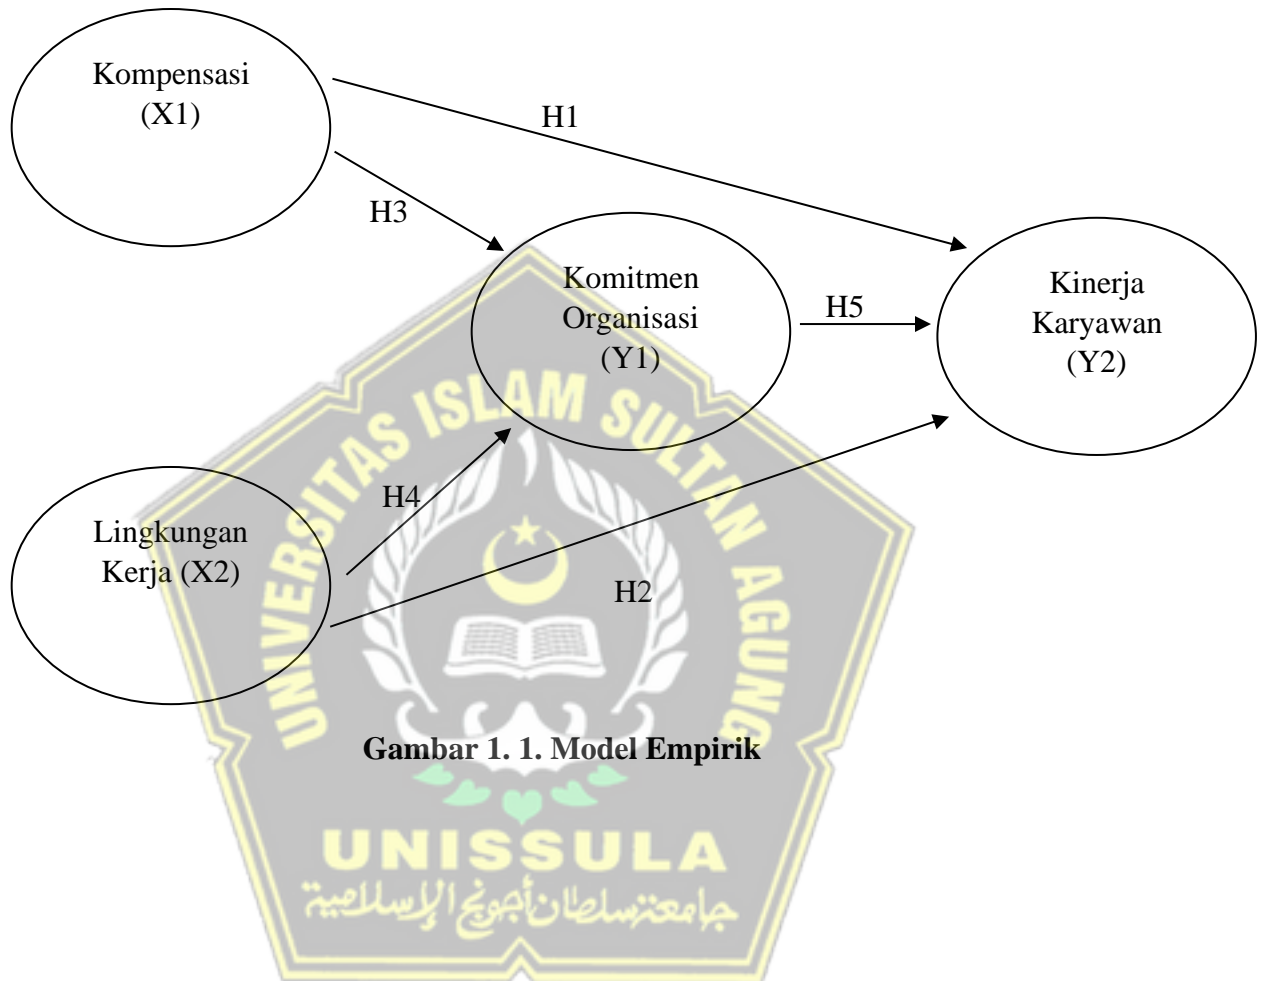 Kompensasi
(X1)
H1
H3
Komitmen
Organisasi
(Y1)
H5
Kinerja
Karyawan
(Y2)
UNIVERSITAS ISLAM SULTAN AGUNG
H4
Lingkungan
Kerja (X2)
H2
Gambar 1. 1. Model Empirik
UNISSULA
جامعة سلطان أجونج الإسلامية